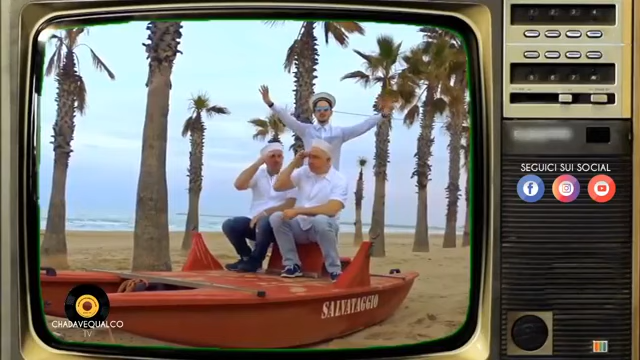 SEGUICI SUI SOCIAL
SALVATAGGIO
CHADAVEQUALCO
TV